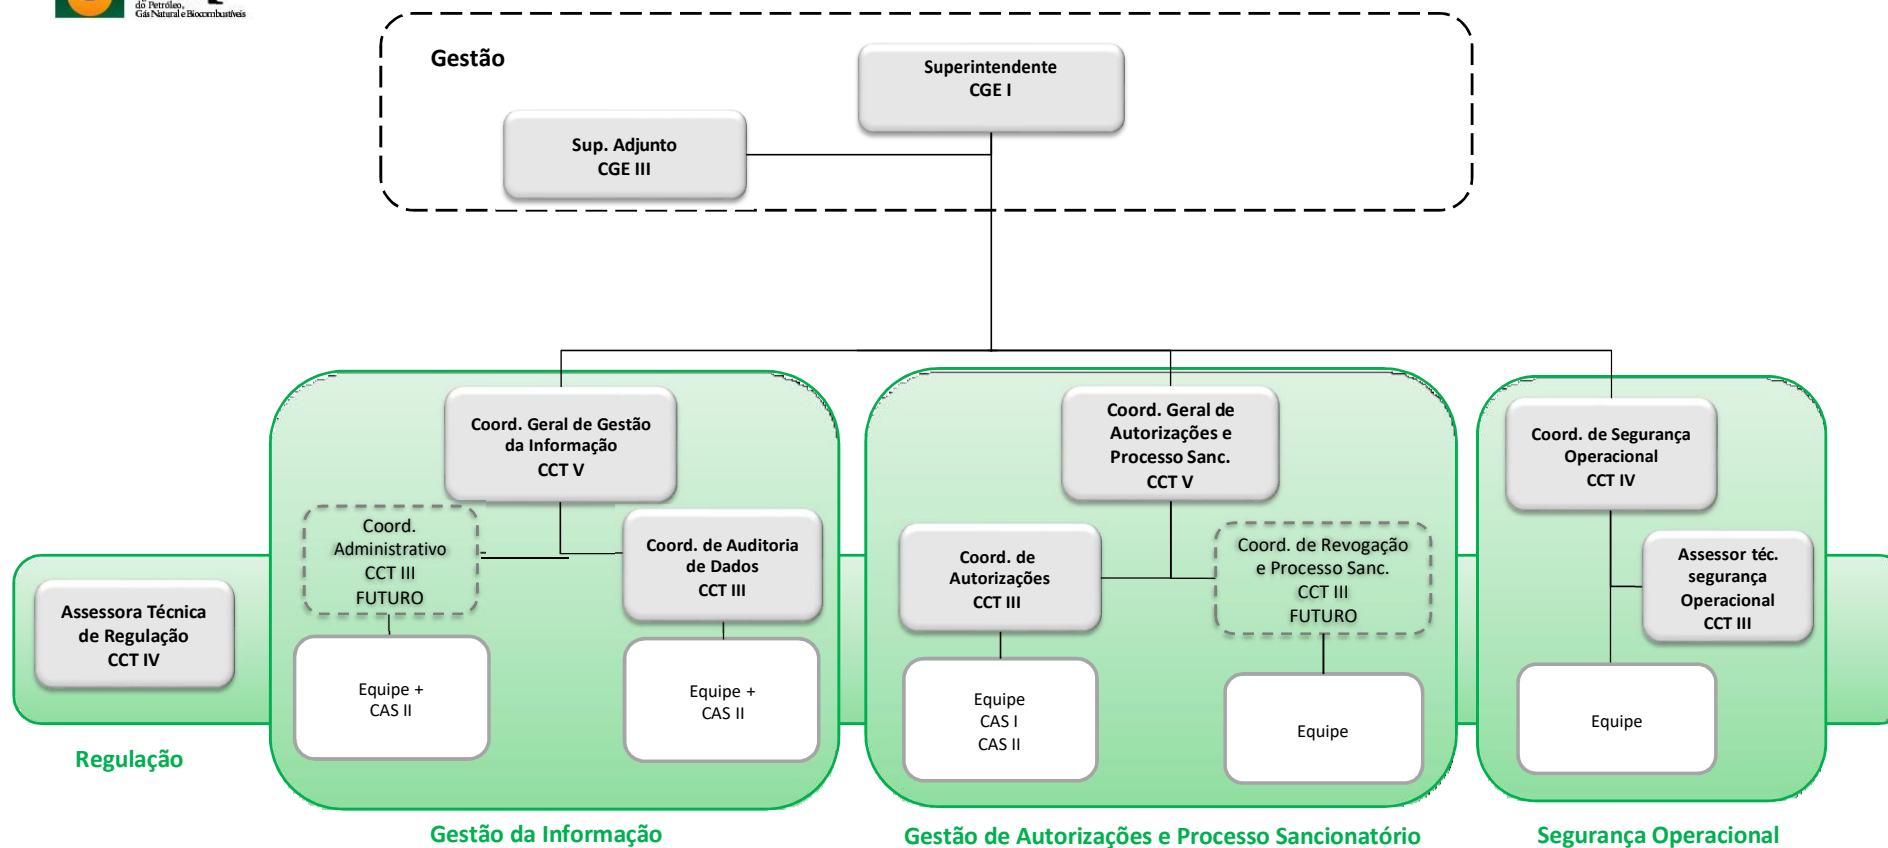 do Petróleo,
Gás Natural e Biocombustíveis
Gestão
Superintendente
CGE I
Sup. Adjunto
CGE III
Coord. Geral de Gestão
da Informação
CCT V
Coord.
Administrativo
CCT III
FUTURO
Coord. de Auditoria
de Dados
CCT III
Equipe +
CAS II
Equipe +
CAS II
Coord. Geral de
Autorizações e
Processo Sanc.
CCT V
Coord. de
Autorizações
CCT III
Coord. de Revogação
e Processo Sanc.
CCT III
FUTURO
Equipe
CAS I
CAS II
Equipe
Coord. de Segurança
Operacional
CCT IV
Assessor téc.
segurança
Operacional
CCT III
Equipe
Assessora Técnica
de Regulação
CCT IV
Regulação
Gestão da Informação
Gestão de Autorizações e Processo Sancionatório
Segurança Operacional